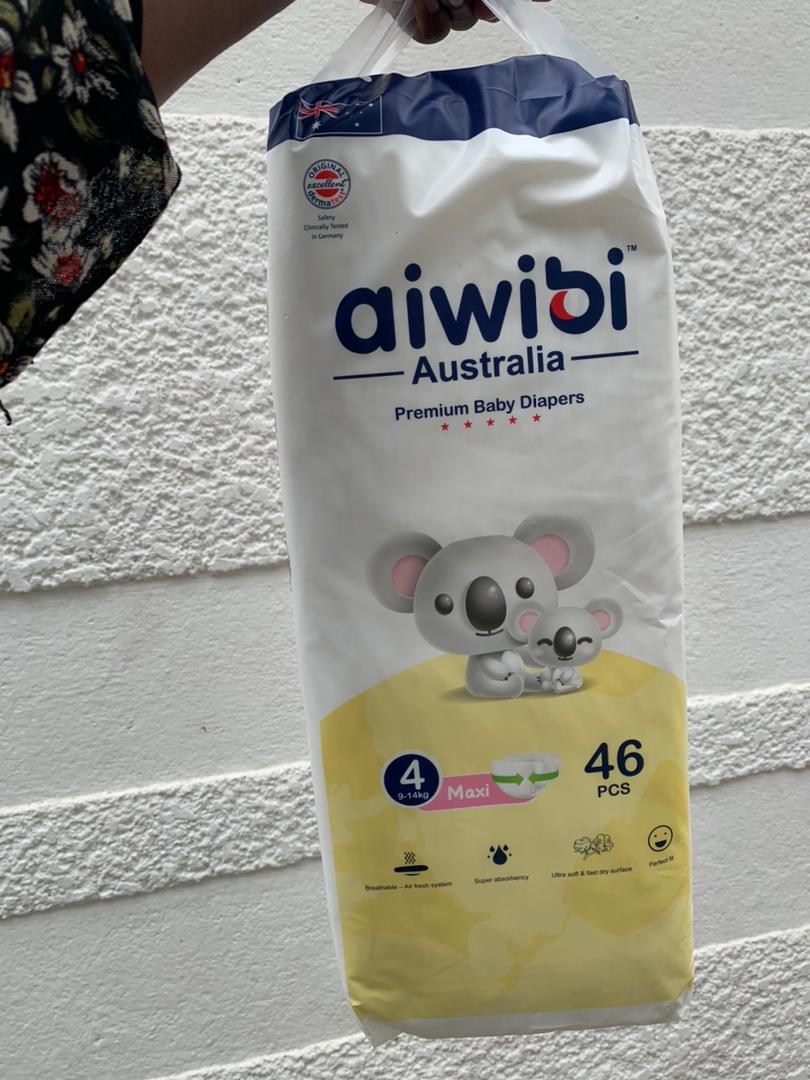 ORIGINAL
excellent
dermatest
Safety
Clinically Tested
in Germany
aiwibi™
Australia
Premium Baby Diapers
4
9-14kg
Maxi
46
PCS
Breathable – Air fresh system
Super absorbency
Ultra soft & fast dry surface
Perfect fit